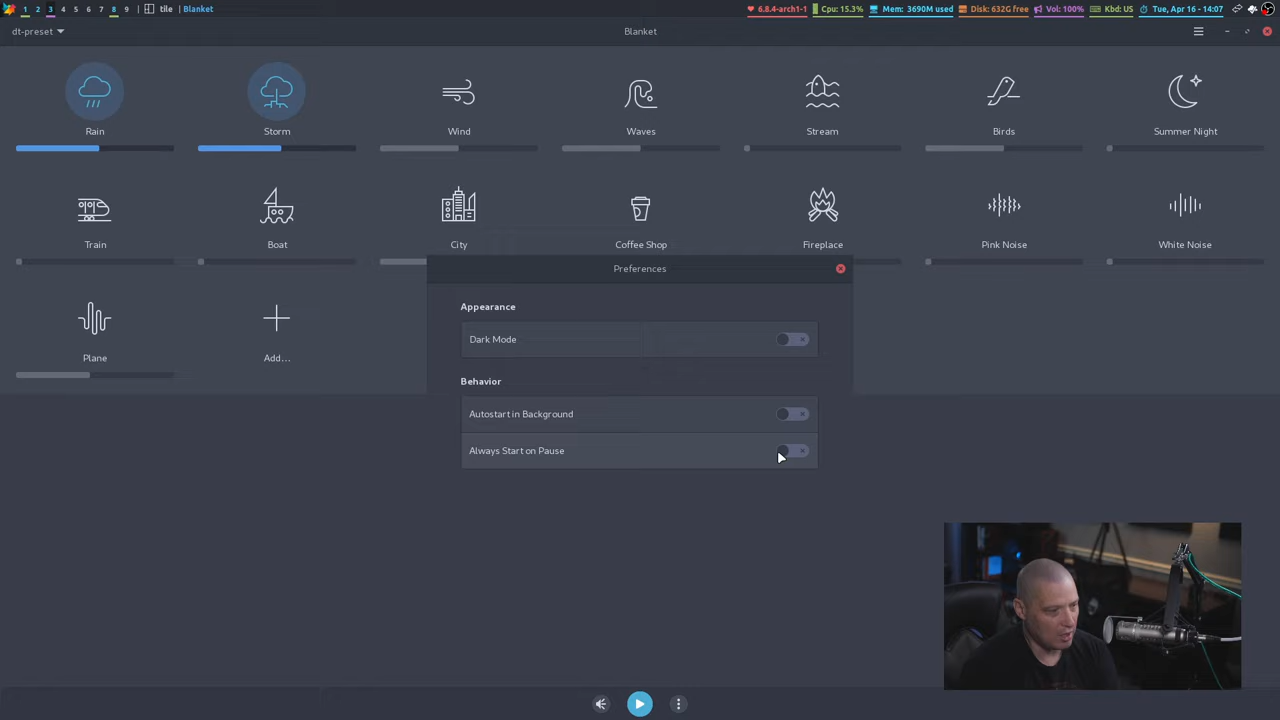 1 2 3 4 5 6 7 8 9 tile Blanket 6.8.4-arch1-1 Cpu: 15.3% Mem: 3690M used Disk: 632G free Vol: 100% Kbd: US Tue, Apr 16 - 14:07
dt-preset Blanket
Rain Storm Wind Waves Stream Birds Summer Night
Train Boat City Coffee Shop Fireplace Pink Noise White Noise
Preferences
Appearance
Dark Mode
Plane Add...
Behavior
Autostart in Background
Always Start on Pause